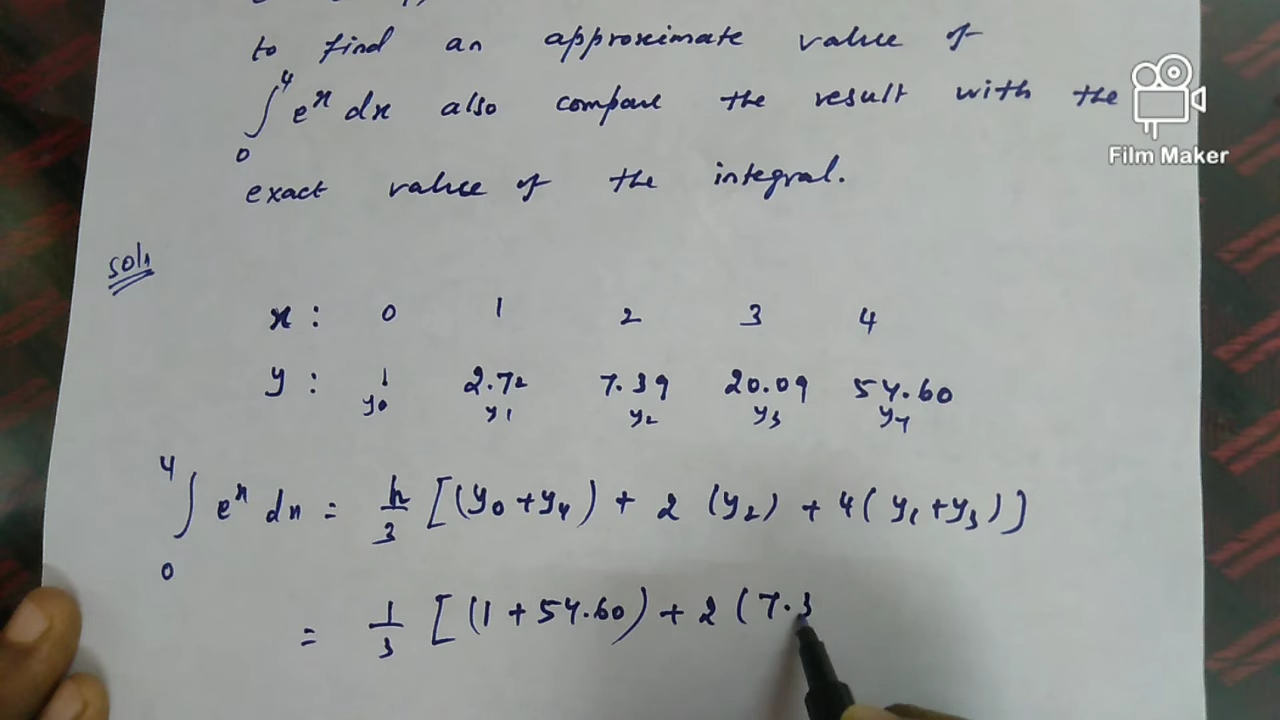 to find an approximate value of
∫₀⁴ eˣ dx also compare the result with the
Film Maker
exact value of the integral.
Soln
x : 0 1 2 3 4
y : 1 2.72 7.39 20.09 54.60
y₀ y₁ y₂ y₃ y₄
∫₀⁴ eˣ dx = h/3 [(y₀+y₄) + 2 (y₂) + 4(y₁+y₃)]
= 1/3 [(1+54.60) + 2 (7.3